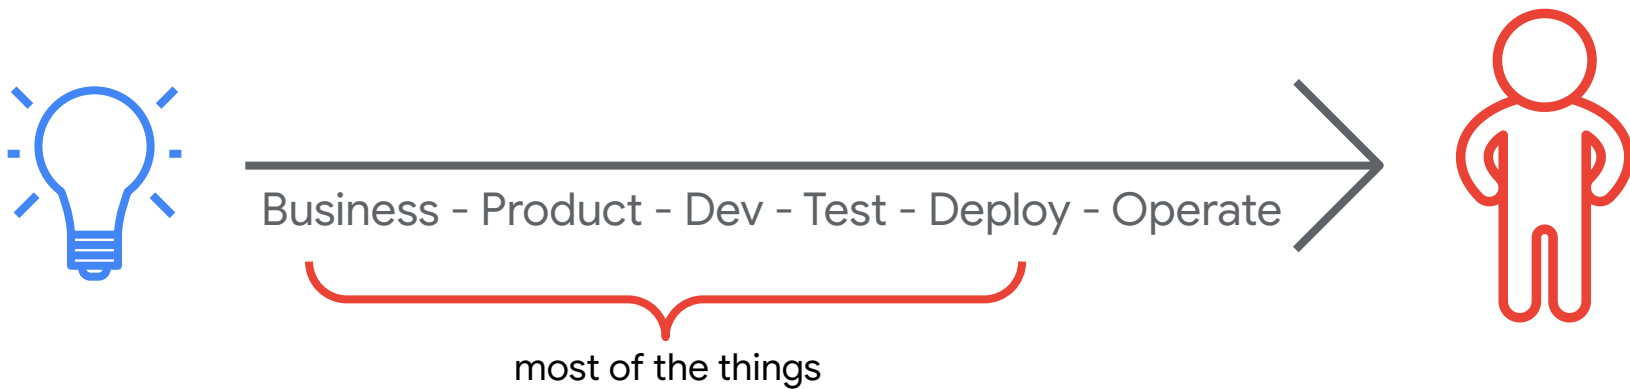 Business - Product - Dev - Test - Deploy - Operate
most of the things